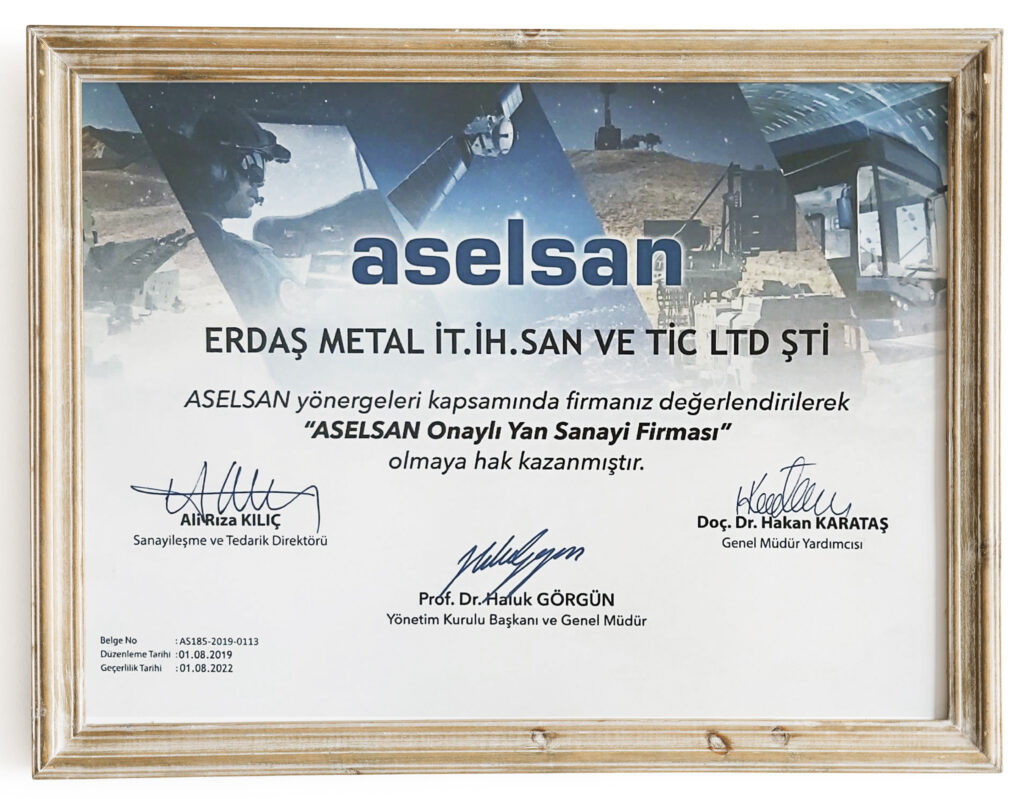 aselsan
ERDAŞ METAL İT.İH.SAN VE TİC LTD ŞTİ
ASELSAN yönergeleri kapsamında firmanız değerlendirilerek
“ASELSAN Onaylı Yan Sanayi Firması”
olmaya hak kazanmıştır.
Ali Rıza KILIÇ
Sanayileşme ve Tedarik Direktörü
Doç. Dr. Hakan KARATAŞ
Genel Müdür Yardımcısı
Prof. Dr. Haluk GÖRGÜN
Yönetim Kurulu Başkanı ve Genel Müdür
Belge No : AS185-2019-0113
Düzenleme Tarihi : 01.08.2019
Geçerlilik Tarihi : 01.08.2022